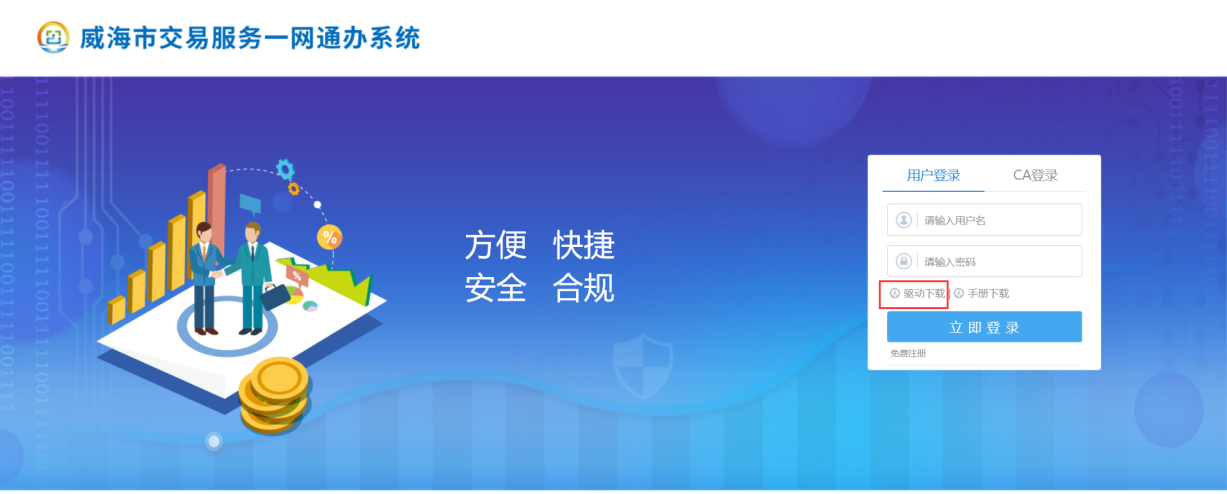 威海市交易服务一网通办系统
方便 快捷
安全 合规
用户登录 CA登录
请输入用户名
请输入密码
驱动下载 手册下载
立即登录
免费注册
%
%